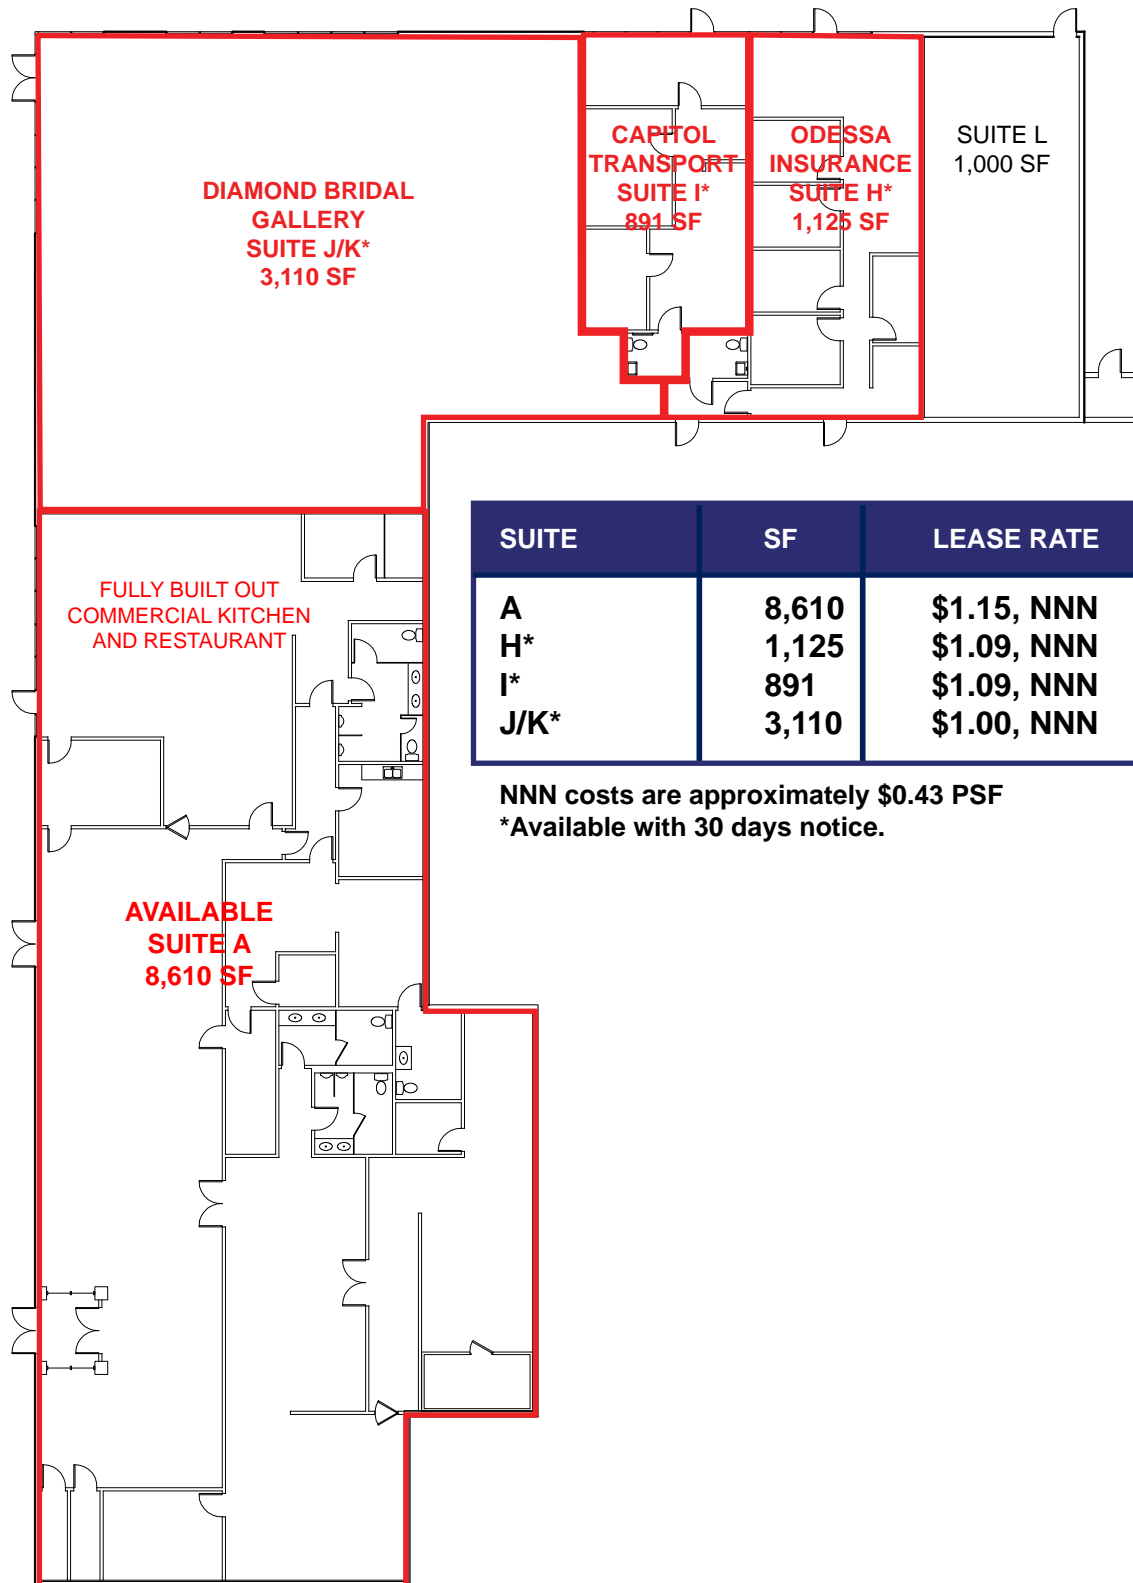 DIAMOND BRIDAL
GALLERY
SUITE J/K*
3,110 SF
CAPITOL
TRANSPORT
SUITE I*
891 SF
ODESSA
INSURANCE
SUITE H*
1,125 SF
SUITE L
1,000 SF
SUITE SF LEASE RATE
A 8,610 $1.15, NNN
H* 1,125 $1.09, NNN
I* 891 $1.09, NNN
J/K* 3,110 $1.00, NNN
NNN costs are approximately $0.43 PSF
*Available with 30 days notice.
FULLY BUILT OUT
COMMERCIAL KITCHEN
AND RESTAURANT
AVAILABLE
SUITE A
8,610 SF